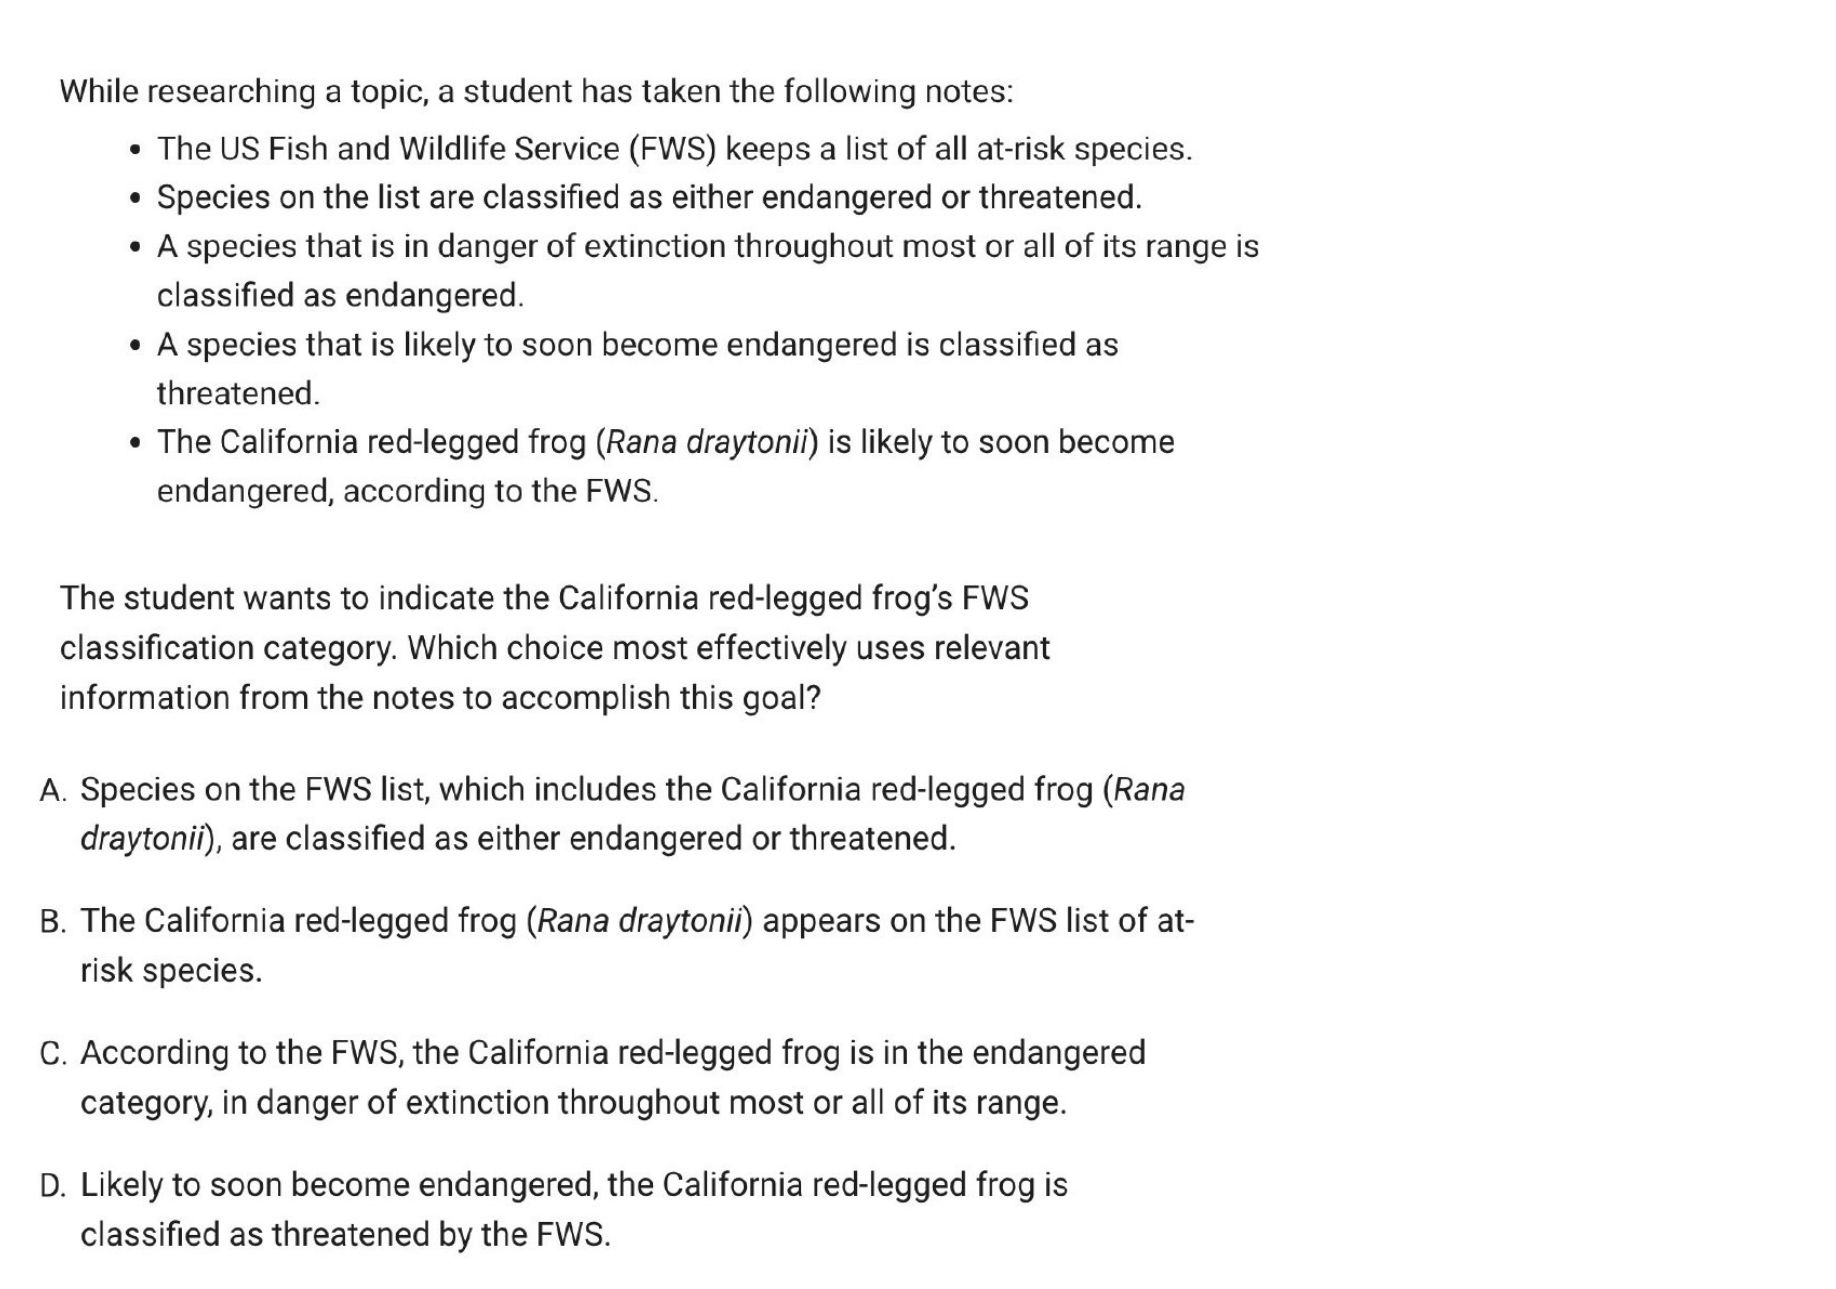 While researching a topic, a student has taken the following notes:
• The US Fish and Wildlife Service (FWS) keeps a list of all at-risk species.
• Species on the list are classified as either endangered or threatened.
• A species that is in danger of extinction throughout most or all of its range is
classified as endangered.
• A species that is likely to soon become endangered is classified as
threatened.
• The California red-legged frog (Rana draytonii) is likely to soon become
endangered, according to the FWS.
The student wants to indicate the California red-legged frog’s FWS
classification category. Which choice most effectively uses relevant
information from the notes to accomplish this goal?
A. Species on the FWS list, which includes the California red-legged frog (Rana
draytonii), are classified as either endangered or threatened.
B. The California red-legged frog (Rana draytonii) appears on the FWS list of at-
risk species.
C. According to the FWS, the California red-legged frog is in the endangered
category, in danger of extinction throughout most or all of its range.
D. Likely to soon become endangered, the California red-legged frog is
classified as threatened by the FWS.